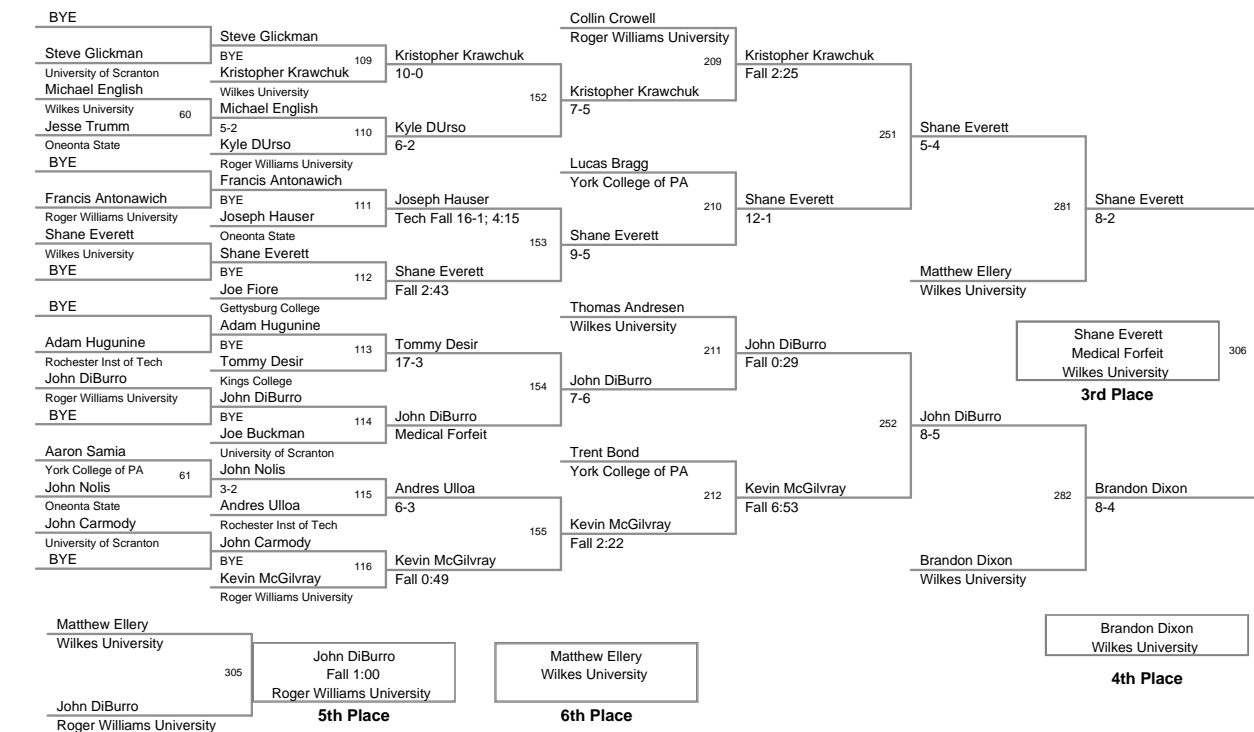 BYE
Steve Glickman
University of Scranton
Michael English
Wilkes University
60
Jesse Trumm
Oneonta State
BYE
Francis Antonawich
Roger Williams University
Shane Everett
Wilkes University
BYE
BYE
Adam Hugunine
Rochester Inst of Tech
John DiBurro
Roger Williams University
BYE
Aaron Samia
York College of PA
61
John Nolis
Oneonta State
John Carmody
University of Scranton
BYE
Steve Glickman
BYE
109
Kristopher Krawchuk
Wilkes University
Michael English
5-2
110
Kyle DUrso
Roger Williams University
Francis Antonawich
BYE
111
Joseph Hauser
Oneonta State
Shane Everett
BYE
112
Joe Fiore
Gettysburg College
Adam Hugunine
BYE
113
Tommy Desir
Kings College
John DiBurro
BYE
114
Joe Buckman
University of Scranton
John Nolis
3-2
115
Andres Ulloa
Rochester Inst of Tech
John Carmody
BYE
116
Kevin McGilvray
Roger Williams University
Kristopher Krawchuk
10-0
152
Kyle DUrso
6-2
Joseph Hauser
Tech Fall 16-1; 4:15
153
Shane Everett
Fall 2:43
Tommy Desir
17-3
154
John DiBurro
Medical Forfeit
Andres Ulloa
6-3
155
Kevin McGilvray
Fall 0:49
Collin Crowell
Roger Williams University
209
Kristopher Krawchuk
7-5
Lucas Bragg
York College of PA
210
Shane Everett
9-5
Thomas Andresen
Wilkes University
211
John DiBurro
7-6
Trent Bond
York College of PA
212
Kevin McGilvray
Fall 2:22
Kristopher Krawchuk
Fall 2:25
251
Shane Everett
12-1
John DiBurro
Fall 0:29
252
Kevin McGilvray
Fall 6:53
Shane Everett
5-4
281
Matthew Ellery
Wilkes University
John DiBurro
8-5
282
Brandon Dixon
Wilkes University
Shane Everett
8-2
Shane Everett
Medical Forfeit
Wilkes University
306
3rd Place
Brandon Dixon
8-4
Brandon Dixon
Wilkes University
4th Place
Matthew Ellery
Wilkes University
305
John DiBurro
Roger Williams University
John DiBurro
Fall 1:00
Roger Williams University
5th Place
Matthew Ellery
Wilkes University
6th Place